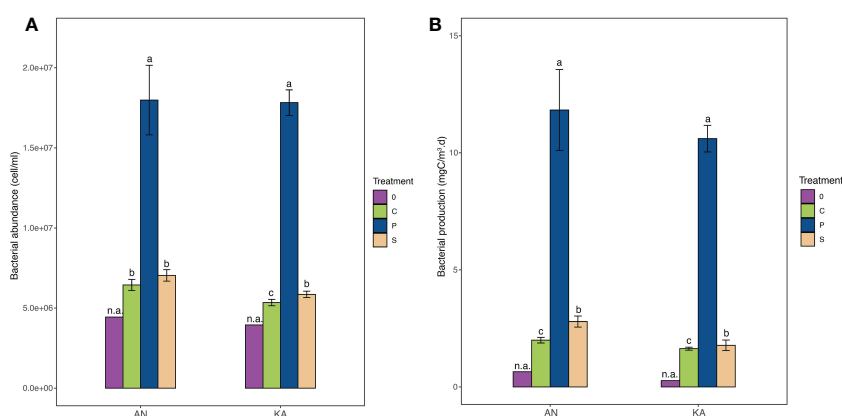 A
Bacterial abundance (cell/ml)
2.0e+07
1.5e+07
1.0e+07
5.0e+06
0.0e+00
a
b
b
n.a.
a
c
b
n.a.
AN
KA
Treatment
0
C
P
S
B
Bacterial production (mgC/m³.d)
15
10
5
0
a
c
b
n.a.
a
c
b
n.a.
AN
KA
Treatment
0
C
P
S